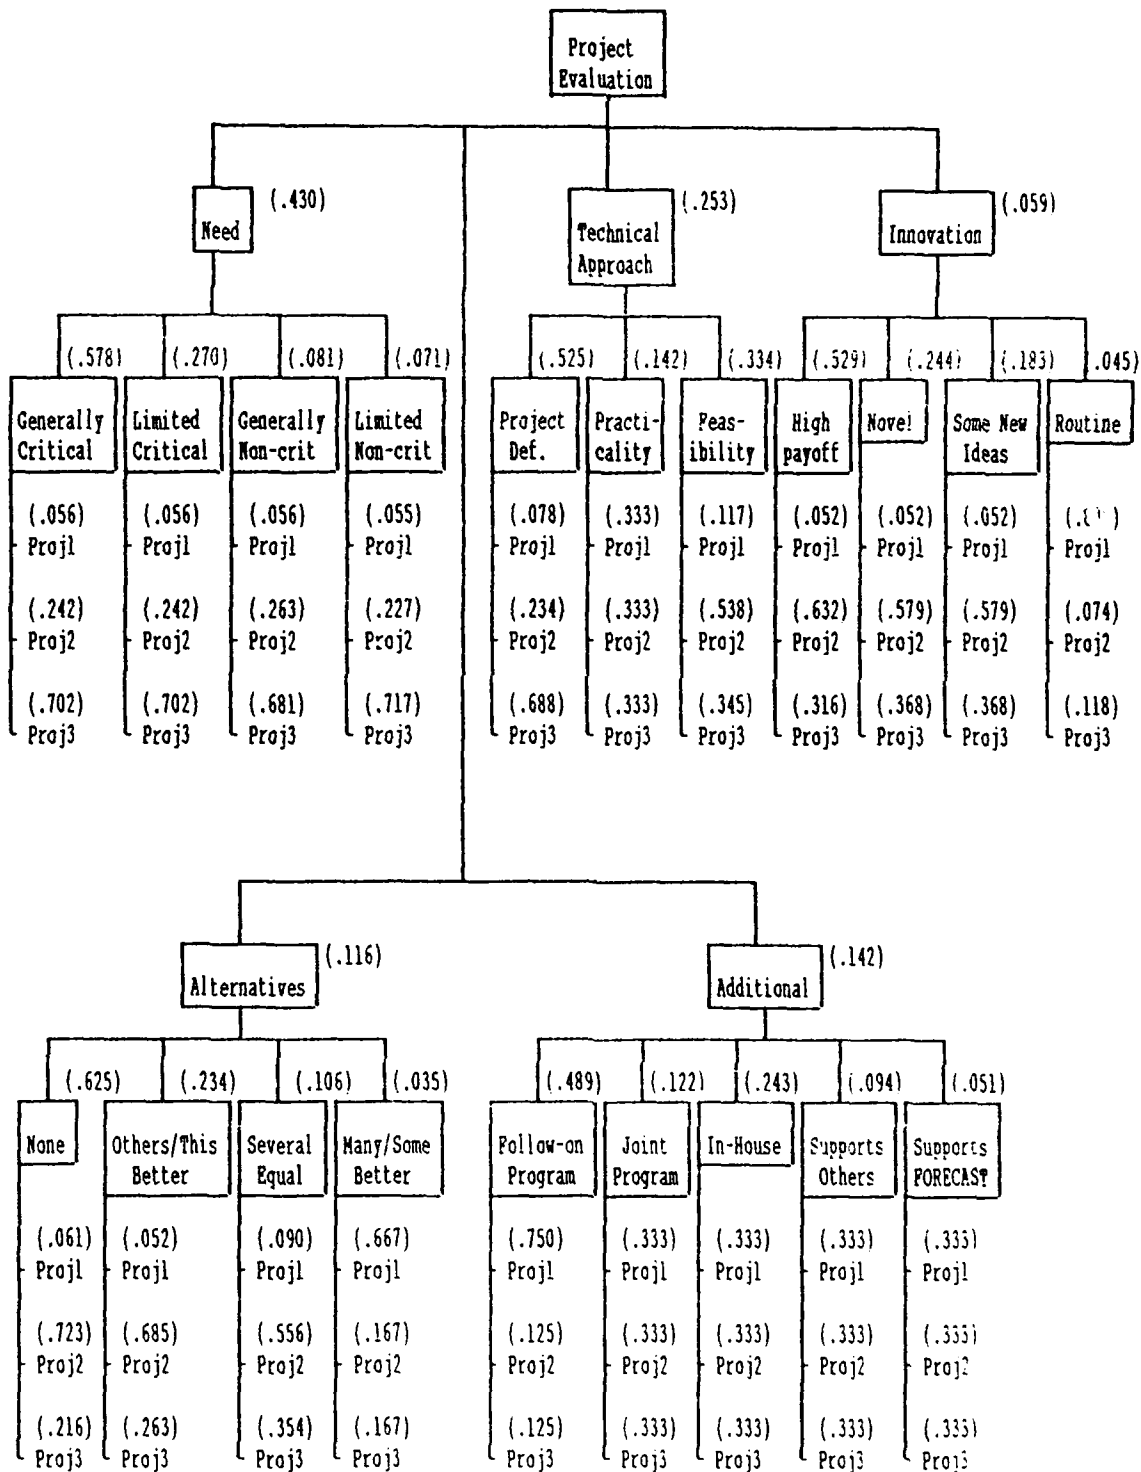 Project
Evaluation
(.430)
Need
(.253)
Technical
Approach
(.059)
Innovation
(.578) (.270) (.081) (.071) (.525) (.142) (.334) (.529) (.244) (.183) (.045)
Generally
Critical
Limited
Critical
Generally
Non-crit
Limited
Non-crit
Project
Def.
Practi-
cality
Feas-
ibility
High
payoff
Novel
Some New
Ideas
Routine
(.056) (.056) (.056) (.055) (.078) (.333) (.117) (.052) (.052) (.052)
Proj1 Proj1 Proj1 Proj1 Proj1 Proj1 Proj1 Proj1 Proj1 Proj1 Proj1
(.242) (.242) (.263) (.227) (.234) (.333) (.538) (.632) (.579) (.579) (.074)
Proj2 Proj2 Proj2 Proj2 Proj2 Proj2 Proj2 Proj2 Proj2 Proj2 Proj2
(.702) (.702) (.681) (.717) (.688) (.333) (.345) (.316) (.368) (.368) (.118)
Proj3 Proj3 Proj3 Proj3 Proj3 Proj3 Proj3 Proj3 Proj3 Proj3 Proj3
(.116)
Alternatives
(.142)
Additional
(.625) (.234) (.106) (.035) (.489) (.122) (.243) (.094) (.051)
None
Others/This
Better
Several
Equal
Many/Some
Better
Follow-on
Program
Joint
Program
In-House
Supports
Others
Supports
FORECAST
(.061) (.052) (.090) (.667) (.750) (.333) (.333) (.333) (.333)
Proj1 Proj1 Proj1 Proj1 Proj1 Proj1 Proj1 Proj1 Proj1
(.723) (.685) (.556) (.167) (.125) (.333) (.333) (.333) (.333)
Proj2 Proj2 Proj2 Proj2 Proj2 Proj2 Proj2 Proj2 Proj2
(.216) (.263) (.354) (.167) (.125) (.333) (.333) (.333) (.333)
Proj3 Proj3 Proj3 Proj3 Proj3 Proj3 Proj3 Proj3 Proj3